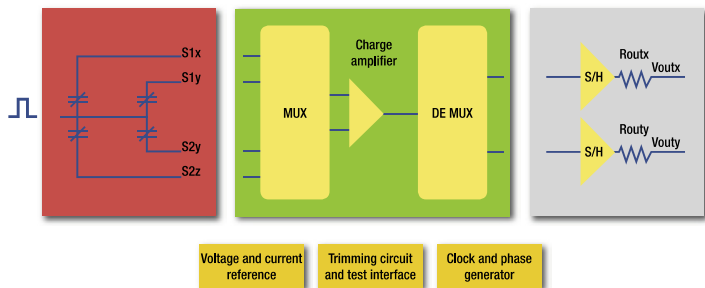 S1x
S1y
S2y
S2z
MUX
Charge
amplifier
DE MUX
S/H
Routx
Voutx
S/H
Routy
Vouty
Voltage and current
reference
Trimming circuit
and test interface
Clock and phase
generator